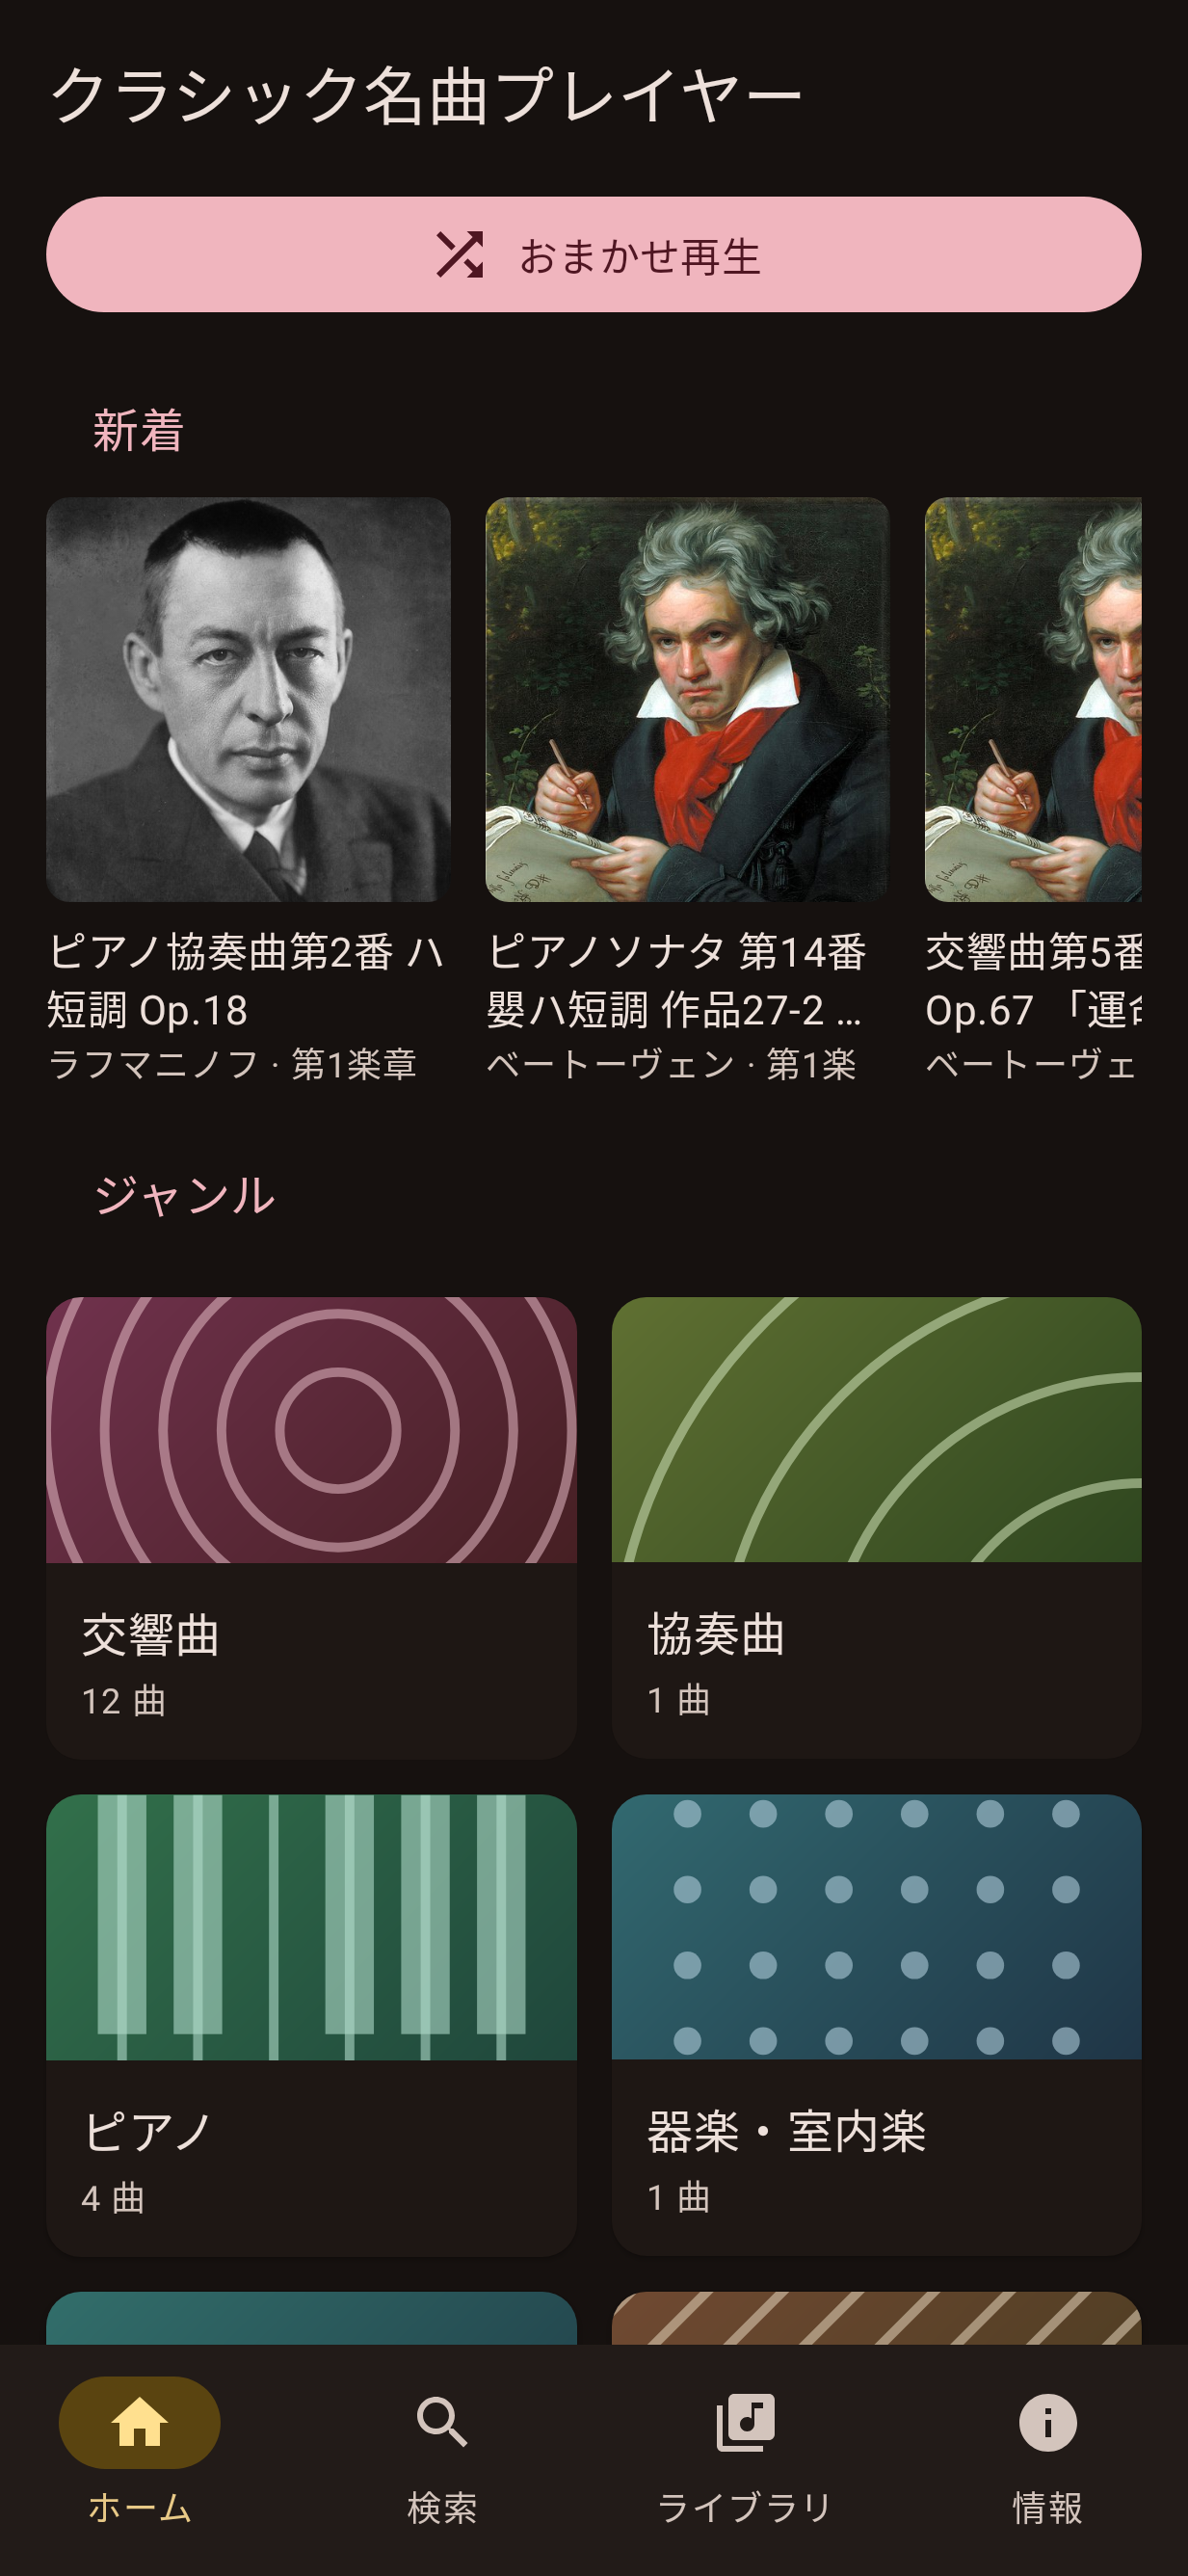 クラシック名曲プレイヤー
おまかせ再生
新着
ピアノ協奏曲第2番 ハ
短調 Op.18
ラフマニノフ · 第1楽章
ピアノソナタ 第14番
嬰ハ短調 作品27-2 …
ベートーヴェン · 第1楽
交響曲第5番
Op.67 「運命
ベートーヴェ
ジャンル
交響曲
12 曲
協奏曲
1 曲
ピアノ
4 曲
器楽・室内楽
1 曲
ホーム
検索
ライブラリ
情報